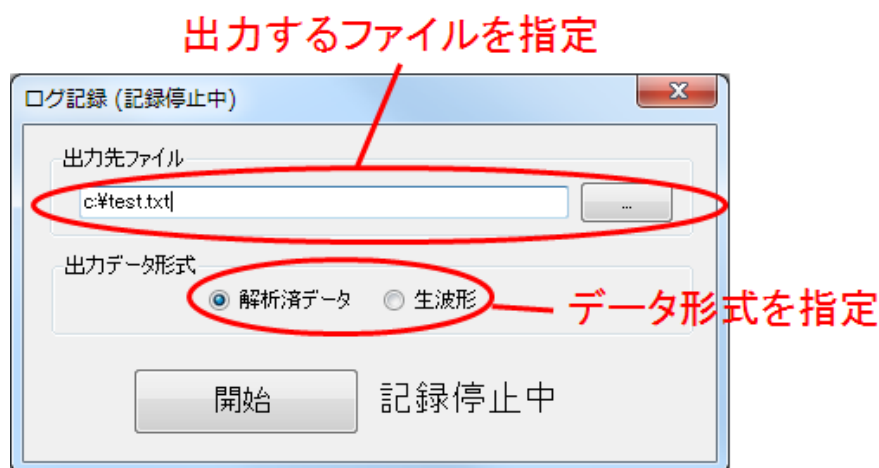 出力するファイルを指定
ログ記録 (記録停止中)
出力先ファイル
c:¥test.txt
...
出力データ形式
解析済データ 生波形
データ形式を指定
開始 記録停止中